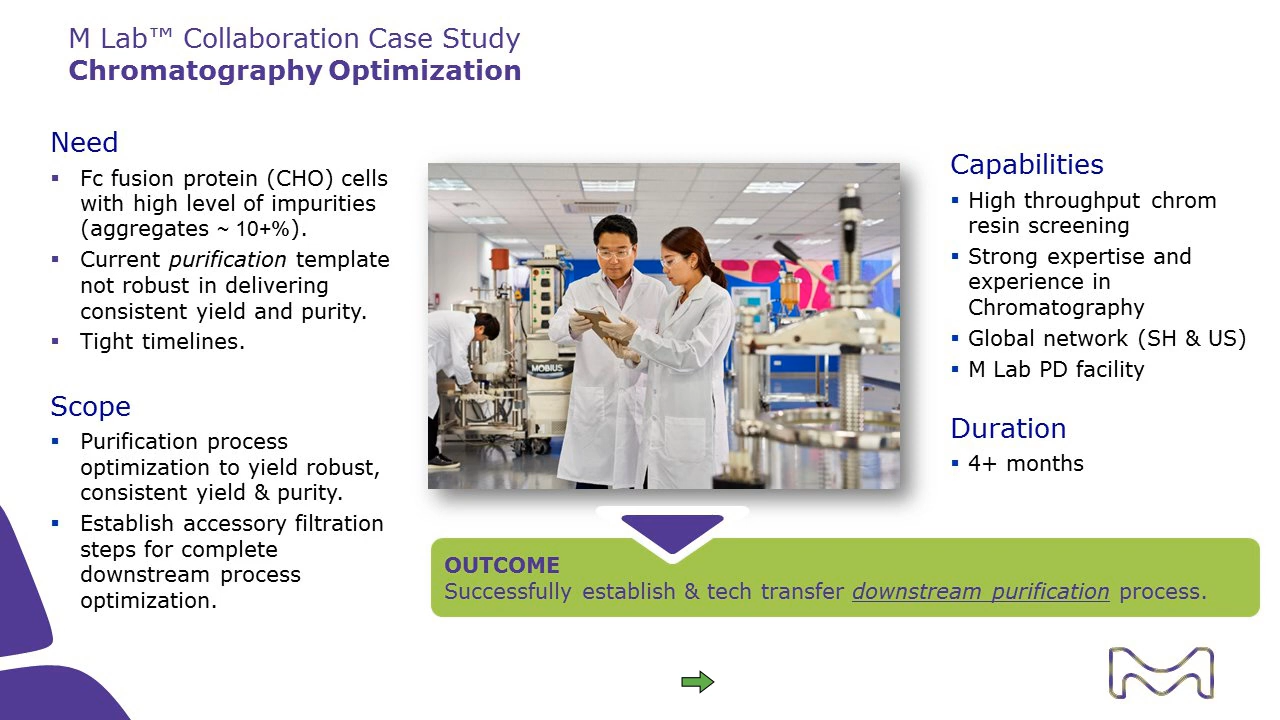 M Lab™ Collaboration Case Study
Chromatography Optimization
Need
▪ Fc fusion protein (CHO) cells
with high level of impurities
(aggregates ~ 10+%).
▪ Current purification template
not robust in delivering
consistent yield and purity.
▪ Tight timelines.
Scope
▪ Purification process
optimization to yield robust,
consistent yield & purity.
▪ Establish accessory filtration
steps for complete
downstream process
optimization.
MOBIUS
Capabilities
▪ High throughput chrom
resin screening
▪ Strong expertise and
experience in
Chromatography
▪ Global network (SH & US)
▪ M Lab PD facility
Duration
▪ 4+ months
OUTCOME
Successfully establish & tech transfer downstream purification process.
M